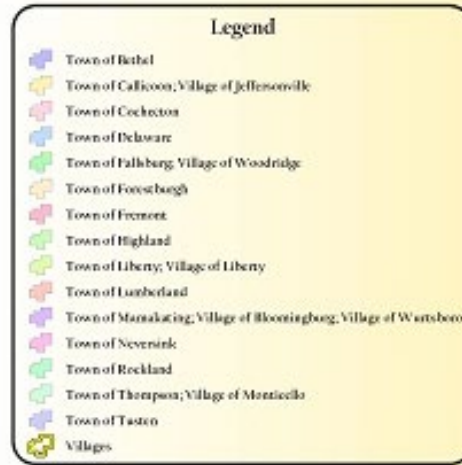 Legend
Town of Bethel
Town of Callicoon; Village of Jeffersonville
Town of Cochecton
Town of Delaware
Town of Fallsburg; Village of Woodridge
Town of Forestburgh
Town of Fremont
Town of Highland
Town of Liberty; Village of Liberty
Town of Lumberland
Town of Mamakating; Village of Bloomingburg; Village of Wurtsboro
Town of Neversink
Town of Rockland
Town of Thompson; Village of Monticello
Town of Tusten
Villages